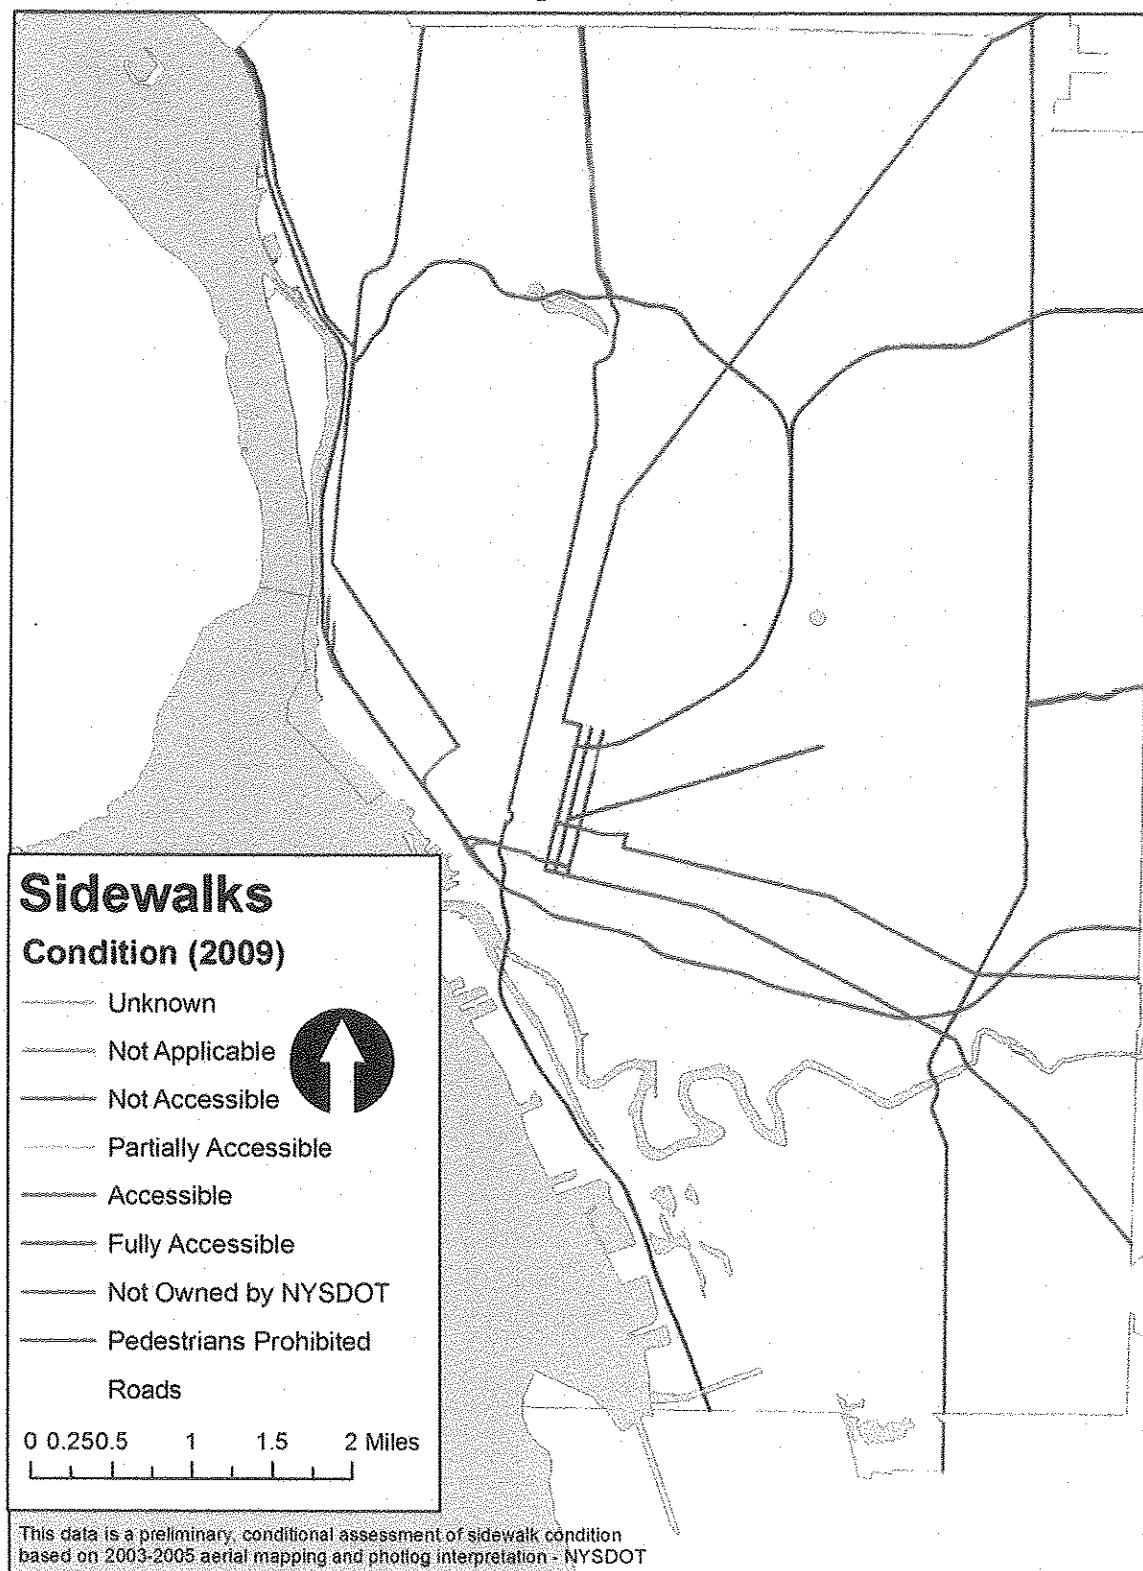 Sidewalks
Condition (2009)
Unknown
Not Applicable
Not Accessible
Partially Accessible
Accessible
Fully Accessible
Not Owned by NYSDOT
Pedestrians Prohibited
Roads
0 0.250.5 1 1.5 2 Miles
This data is a preliminary, conditional assessment of sidewalk condition
based on 2003-2005 aerial mapping and photolog interpretation - NYSDOT